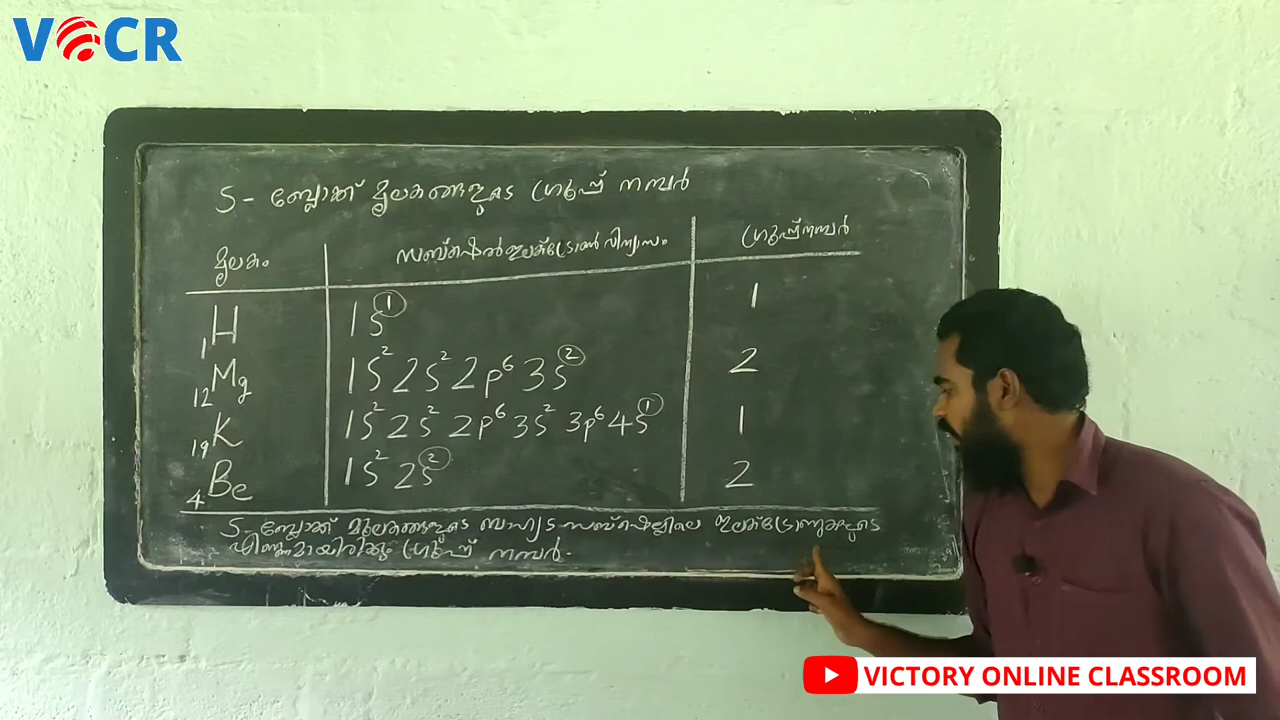 VOCR
S - ബ്ലോക്ക് മൂലകങ്ങളുടെ ഗ്രൂപ്പ് നമ്പർ
മൂലകം സബ്ഷെൽ ഇലക്ട്രോൺ വിന്യാസം ഗ്രൂപ്പ് നമ്പർ
₁H 1S¹ 1
₁₂Mg 1S² 2S² 2p⁶ 3S² 2
₁₉K 1S² 2S² 2p⁶ 3S² 3p⁶ 4S¹ 1
₄Be 1S² 2S² 2
S - ബ്ലോക്ക് മൂലകങ്ങളുടെ ബാഹ്യ s സബ്ഷെല്ലിലെ ഇലക്ട്രോണുകളുടെ
എണ്ണമായിരിക്കും ഗ്രൂപ്പ് നമ്പർ.
VICTORY ONLINE CLASSROOM